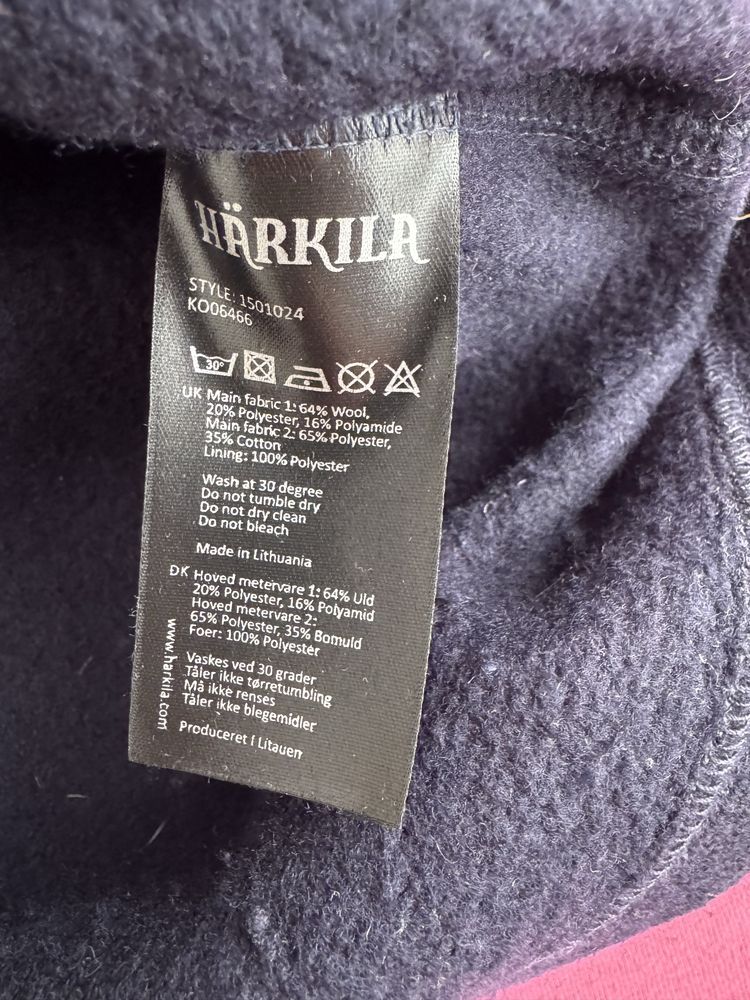 HÄRKILA
STYLE: 1501024
KO06466
30°
UK Main fabric 1: 64% Wool,
20% Polyester, 16% Polyamide
Main fabric 2: 65% Polyester,
35% Cotton
Lining: 100% Polyester
Wash at 30 degree
Do not tumble dry
Do not dry clean
Do not bleach
Made in Lithuania
DK Hoved metervare 1: 64% Uld
20% Polyester, 16% Polyamid
Hoved metervare 2:
65% Polyester, 35% Bomuld
Foer: 100% Polyester
Vaskes ved 30 grader
Tåler ikke tørretumbling
Må ikke renses
Tåler ikke blegemidler
Produceret i Litauen
www.harkila.com